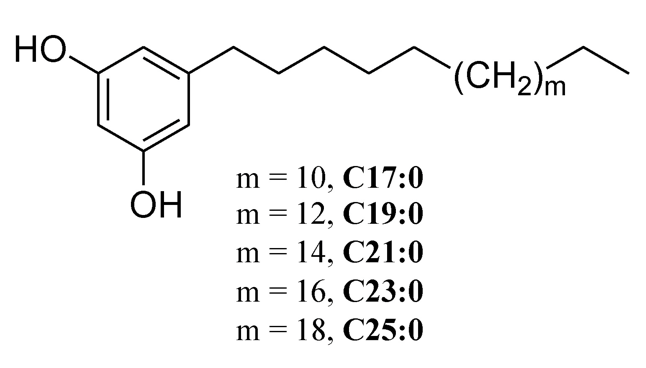 HO
(CH2)m
OH
m = 10, C17:0
m = 12, C19:0
m = 14, C21:0
m = 16, C23:0
m = 18, C25:0